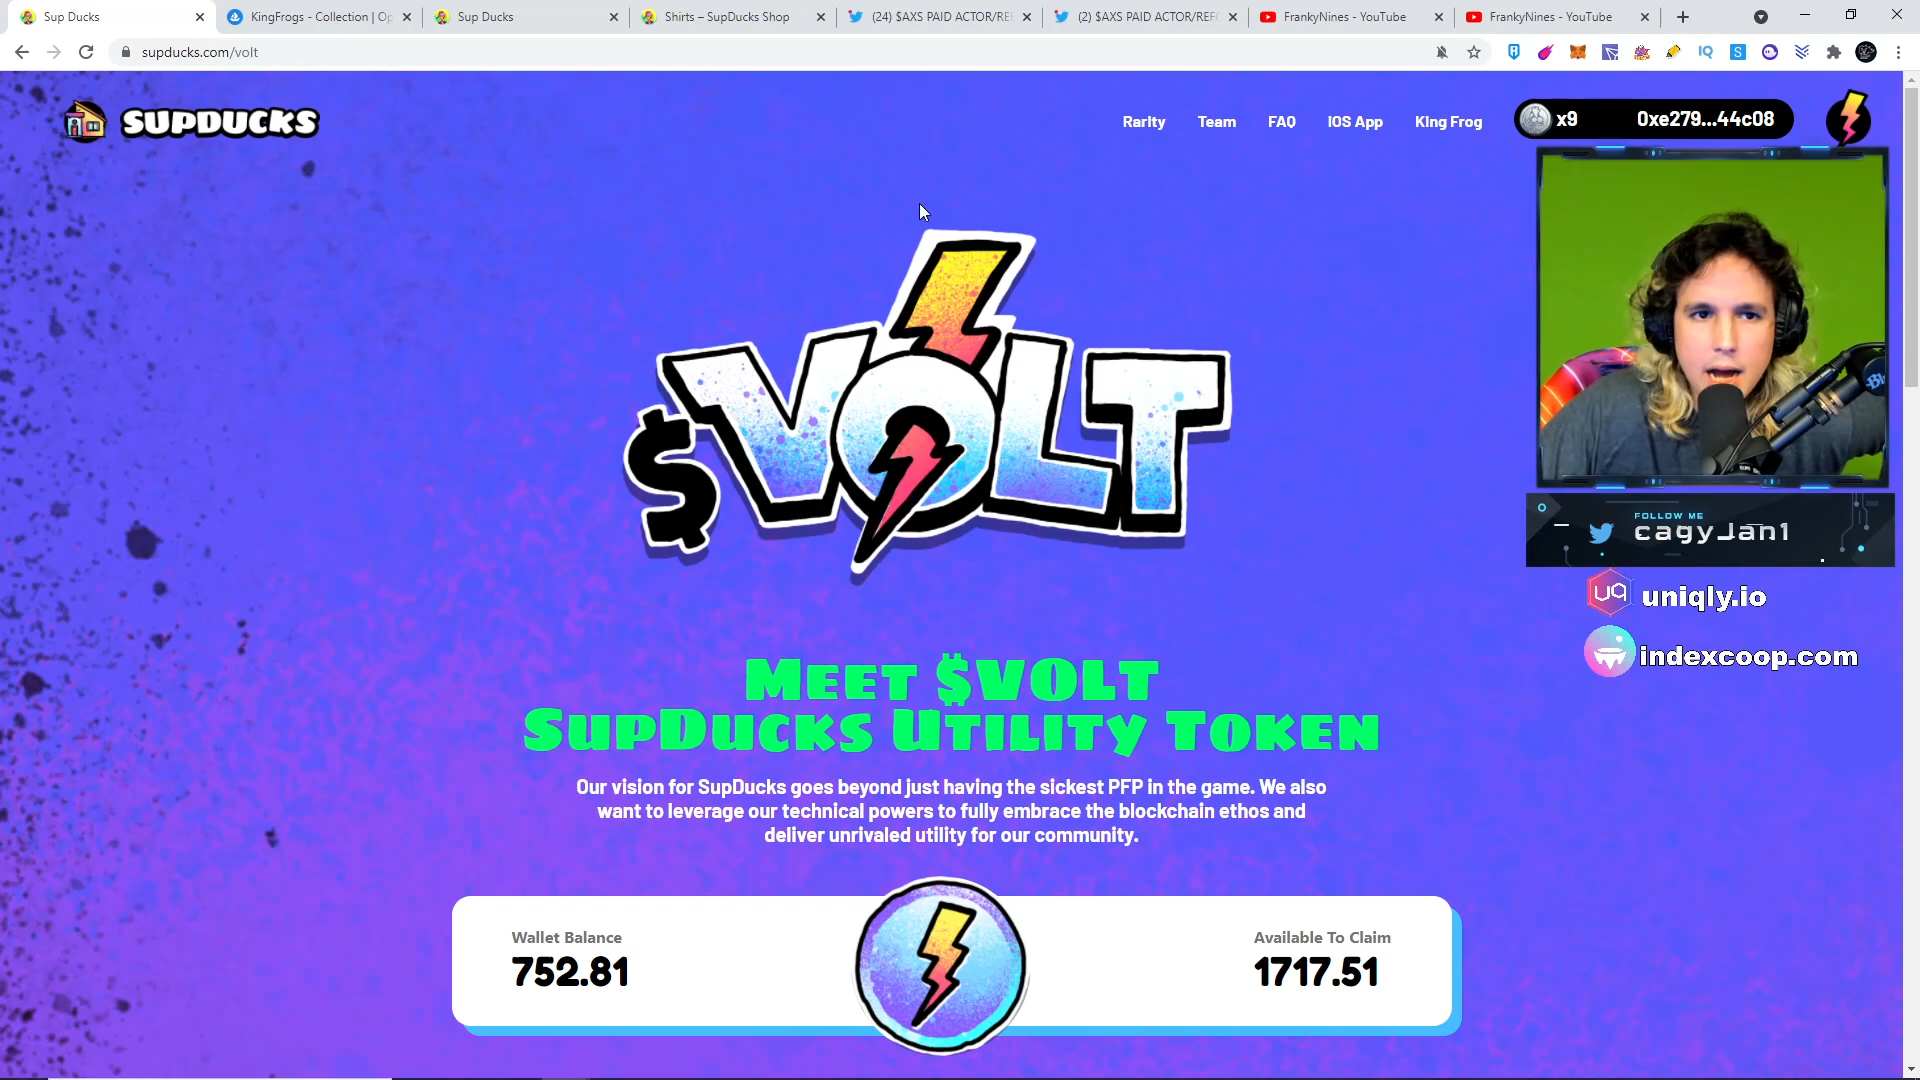 Sup Ducks
KingFrogs - Collection | Op
Sup Ducks
Shirts – SupDucks Shop
(24) $AXS PAID ACTOR/REF
(2) $AXS PAID ACTOR/REFO
FrankyNines - YouTube
FrankyNines - YouTube
supducks.com/volt
SUPDUCKS
Rarity
Team
FAQ
IOS App
King Frog
x9
0xe279...44c08
$VOLT
FOLLOW ME
cagyJan1
uniqly.io
indexcoop.com
Meet $VOLT
SupDucks Utility Token
Our vision for SupDucks goes beyond just having the sickest PFP in the game. We also
want to leverage our technical powers to fully embrace the blockchain ethos and
deliver unrivaled utility for our community.
Wallet Balance
752.81
Available To Claim
1717.51